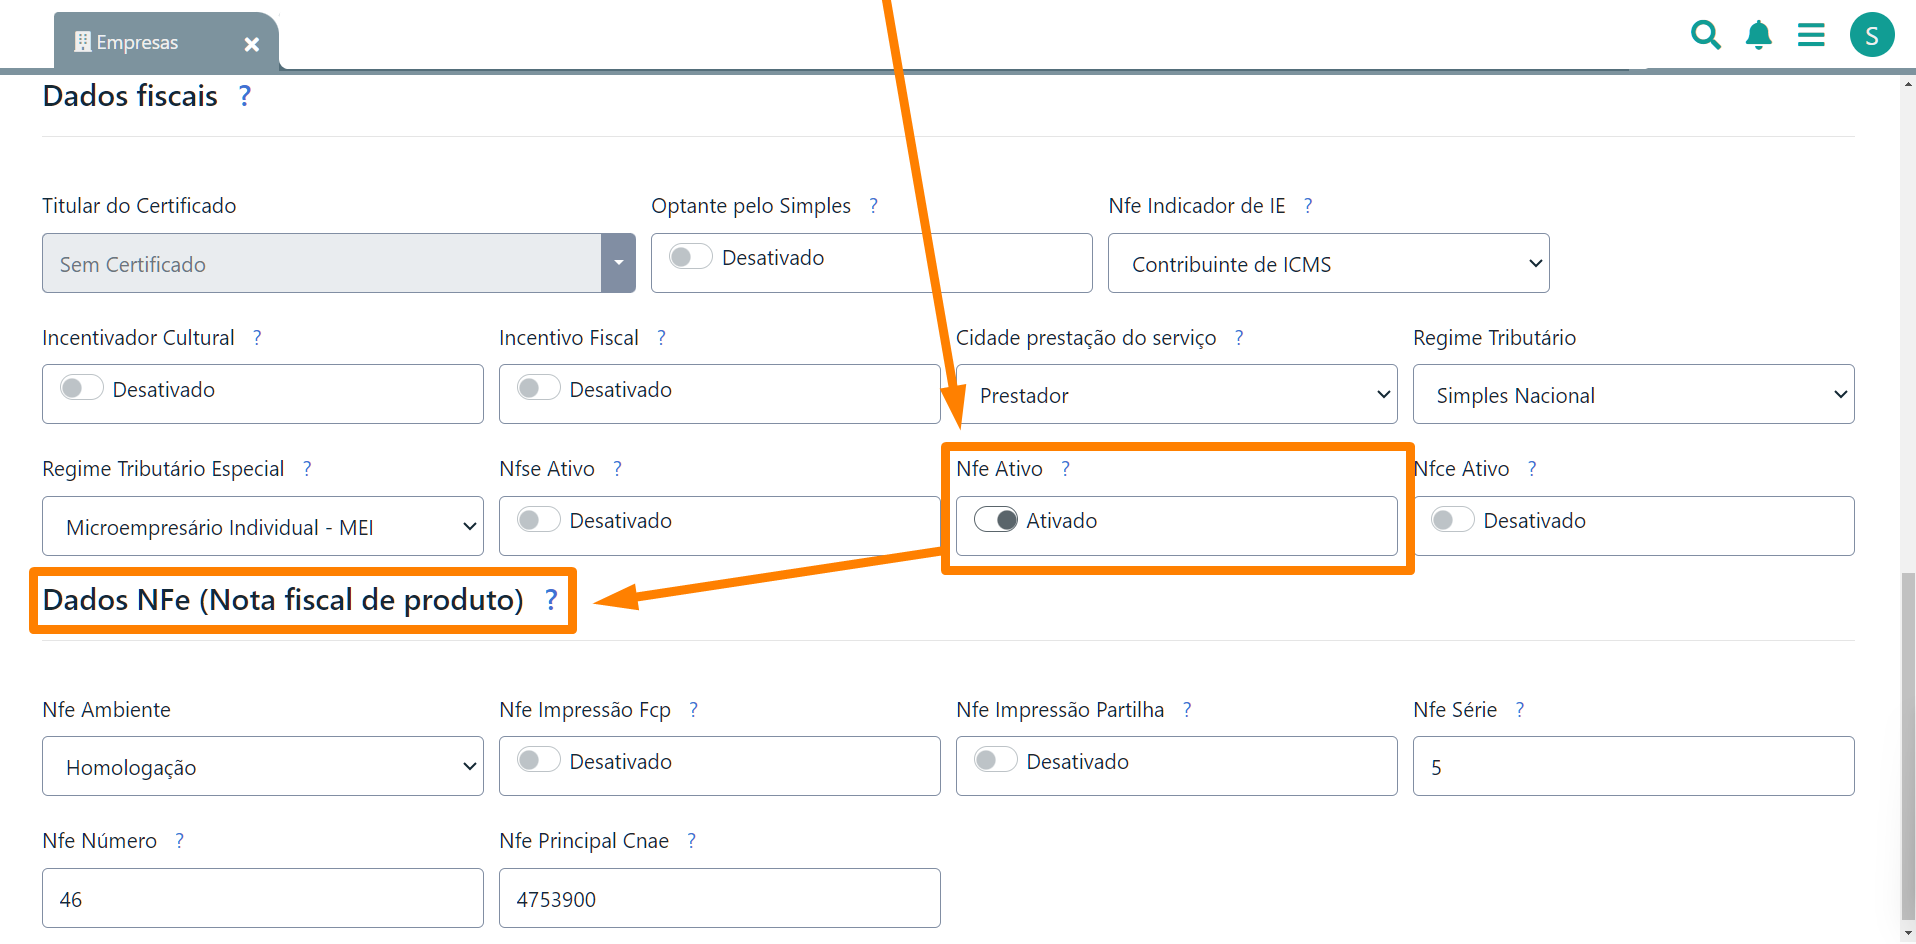 Empresas
S
Dados fiscais ?
Titular do Certificado
Optante pelo Simples ?
Nfe Indicador de IE ?
Sem Certificado
Desativado
Contribuinte de ICMS
Incentivador Cultural ?
Incentivo Fiscal ?
Cidade prestação do serviço ?
Regime Tributário
Desativado
Desativado
Prestador
Simples Nacional
Regime Tributário Especial ?
Nfse Ativo ?
Nfe Ativo ?
Nfce Ativo ?
Microempresário Individual - MEI
Desativado
Ativado
Desativado
Dados NFe (Nota fiscal de produto) ?
Nfe Ambiente
Nfe Impressão Fcp ?
Nfe Impressão Partilha ?
Nfe Série ?
Homologação
Desativado
Desativado
5
Nfe Número ?
Nfe Principal Cnae ?
46
4753900